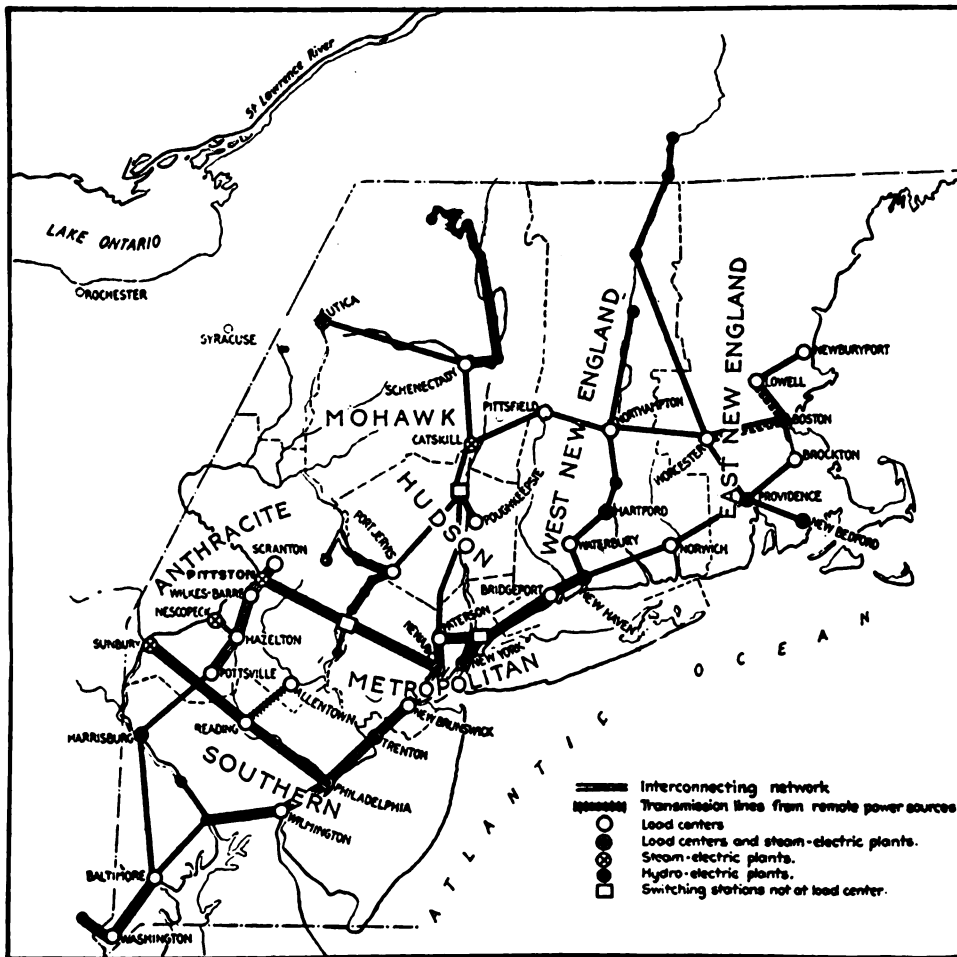 St Lawrence River
LAKE ONTARIO
ROCHESTER
SYRACUSE
UTICA
SCHENECTADY
MOHAWK
CATSKILL
PITTSFIELD
WEST NEW ENGLAND
NORTHAMPTON
EAST NEW ENGLAND
NEWBURYPORT
LOWELL
BOSTON
WORCESTER
BROCKTON
PROVIDENCE
NEW BEDFORD
HUDSON
POUGHKEEPSIE
HARTFORD
WATERBURY
NORWICH
BRIDGEPORT
NEW HAVEN
PORT JERVIS
ANTHRACITE
SCRANTON
PITTSTON
WILKES-BARRE
NESCOPECK
SUNBURY
HAZELTON
POTTSVILLE
PATERSON
NEWARK
NEW YORK
METROPOLITAN
ALLENTOWN
NEW BRUNSWICK
READING
TRENTON
HARRISBURG
SOUTHERN
PHILADELPHIA
WILMINGTON
BALTIMORE
WASHINGTON
ATLANTIC OCEAN
Interconnecting network
Transmission lines from remote power sources
Load centers
Load centers and steam-electric plants.
Steam-electric plants.
Hydro-electric plants.
Switching stations not at load center.